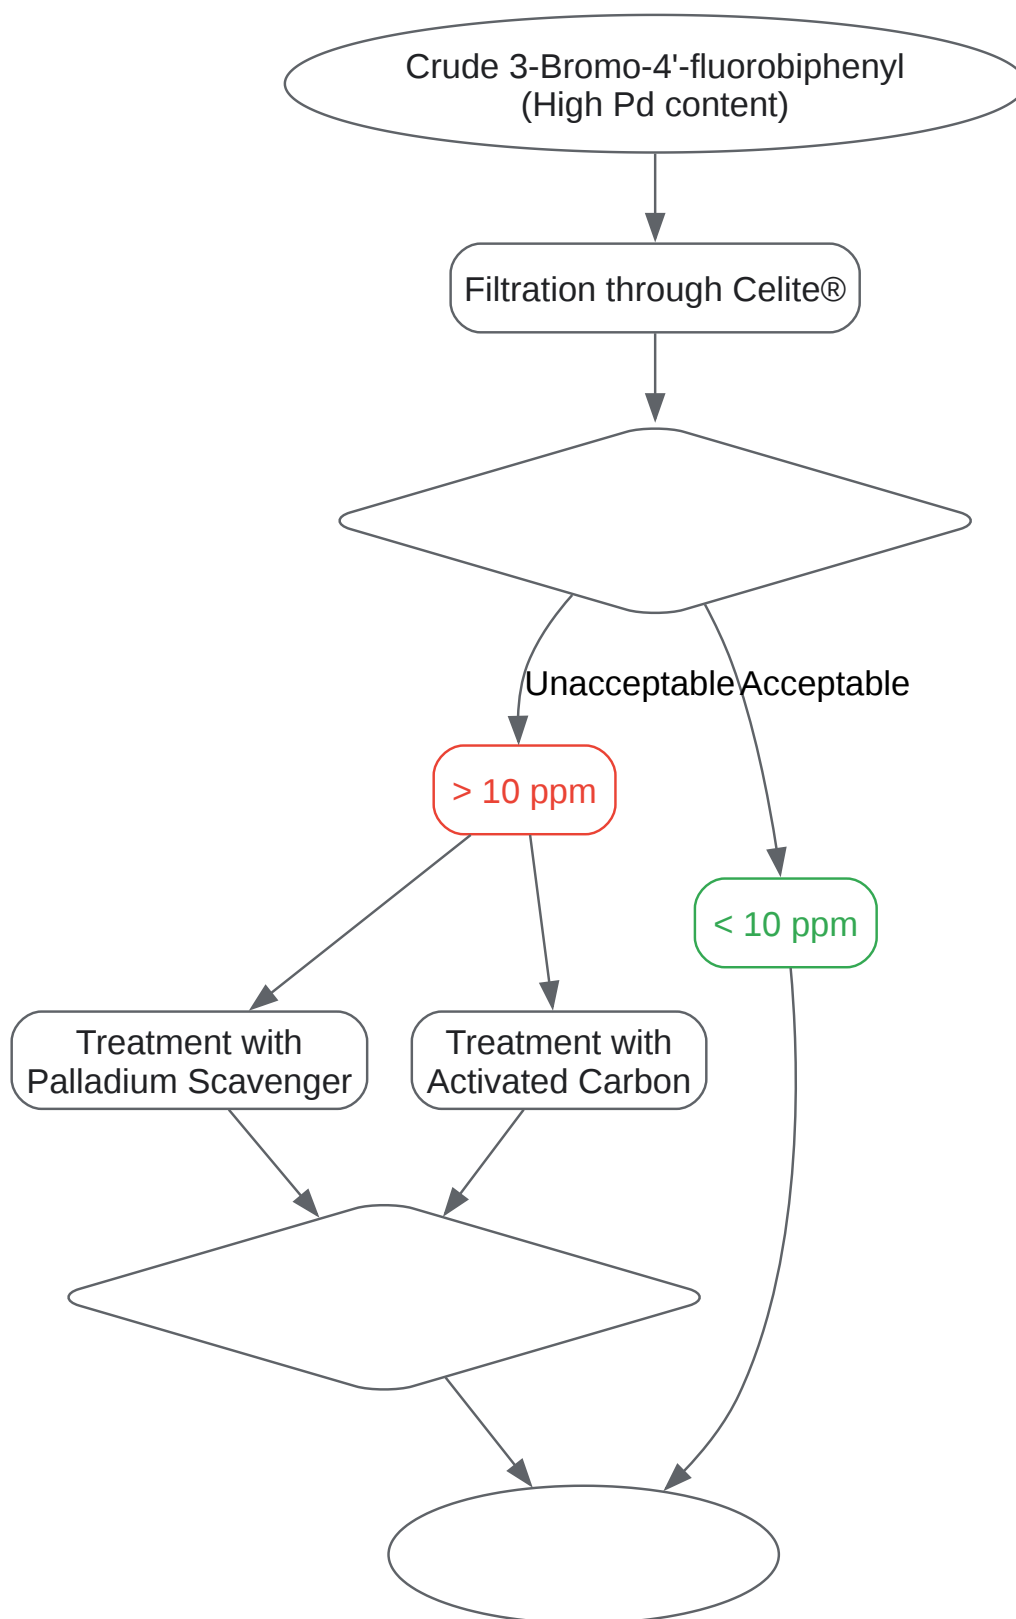 Crude 3-Bromo-4'-fluorobiphenyl
(High Pd content)
Filtration through Celite®
Unacceptable
Acceptable
> 10 ppm
< 10 ppm
Treatment with
Palladium Scavenger
Treatment with
Activated Carbon